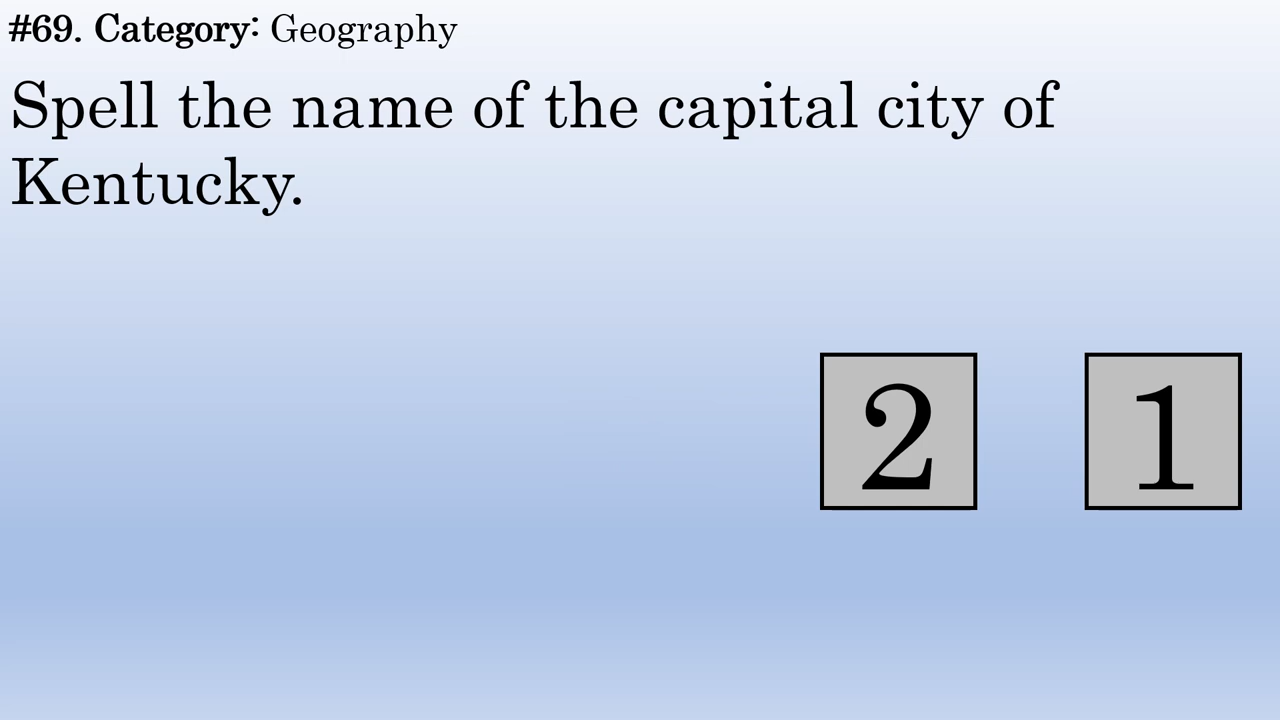 #69. Category: Geography
Spell the name of the capital city of
Kentucky.
2 1